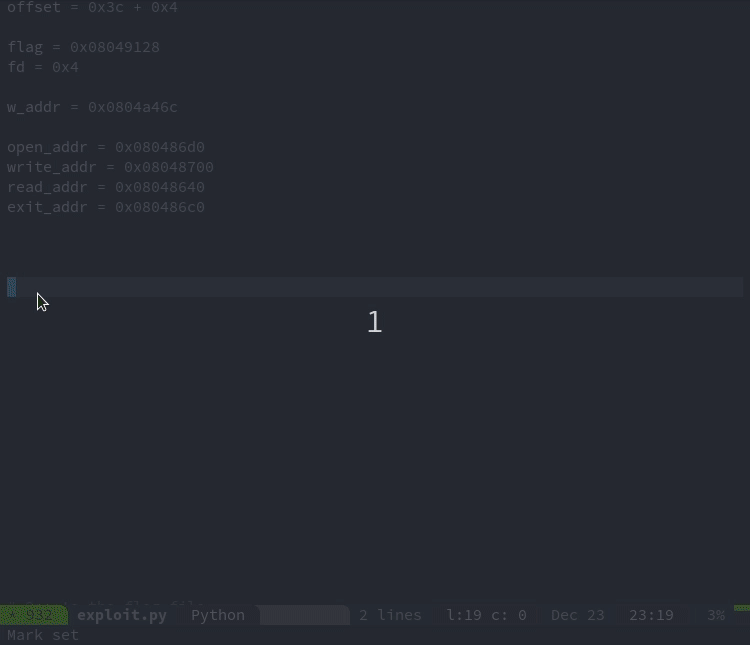 offset = 0x3c + 0x4
flag = 0x08049128
fd = 0x4
w_addr = 0x0804a46c
open_addr = 0x080486d0
write_addr = 0x08048700
read_addr = 0x08048640
exit_addr = 0x080486c0
1
932 exploit.py Python 2 lines l:19 c: 0 Dec 23 23:19 3%
Mark set